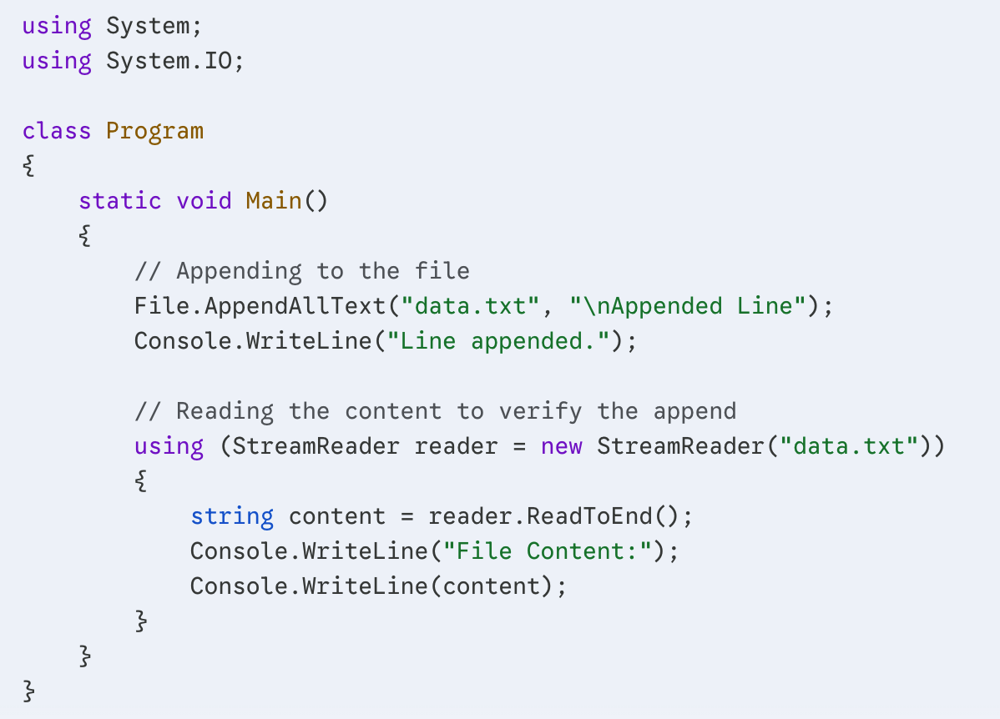 using System;
using System.IO;

class Program
{
    static void Main()
    {
        // Appending to the file
        File.AppendAllText("data.txt", "\nAppended Line");
        Console.WriteLine("Line appended.");

        // Reading the content to verify the append
        using (StreamReader reader = new StreamReader("data.txt"))
        {
            string content = reader.ReadToEnd();
            Console.WriteLine("File Content:");
            Console.WriteLine(content);
        }
    }
}